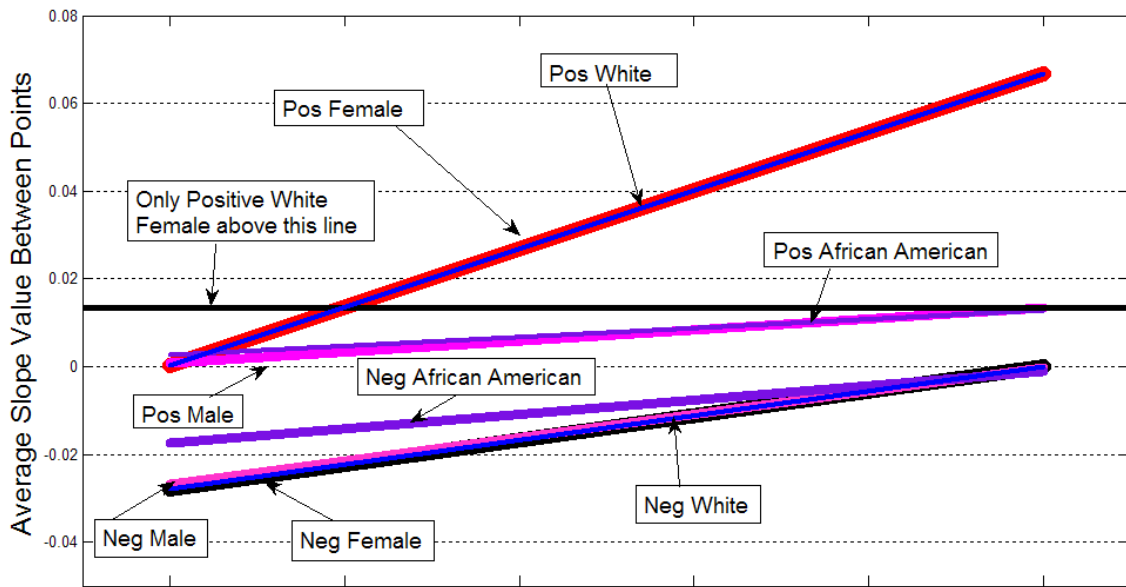 0.08
Pos White
0.06
Pos Female
0.04
Only Positive White
Female above this line
Pos African American
0.02
0
Neg African American
Pos Male
-0.02
Neg White
Neg Male
Neg Female
-0.04
Average Slope Value Between Points